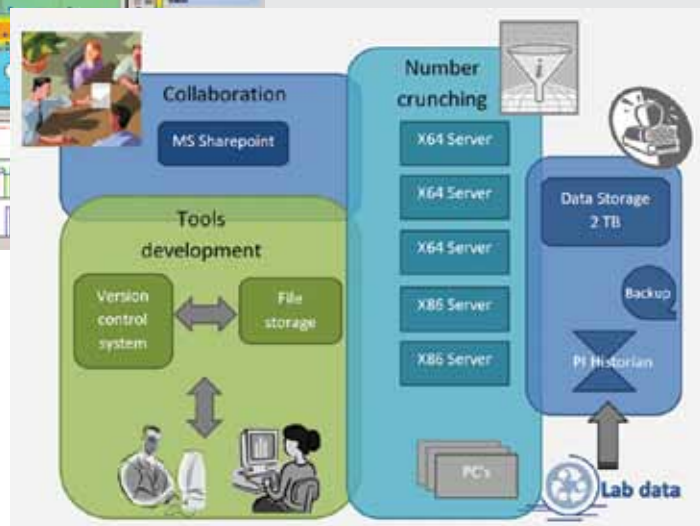 Collaboration
MS Sharepoint
Tools
development
Version
control
system
File
storage
Number
crunching
i
X64 Server
X64 Server
X64 Server
X86 Server
X86 Server
PC's
Data Storage
2 TB
Backup
PI Historian
Lab data